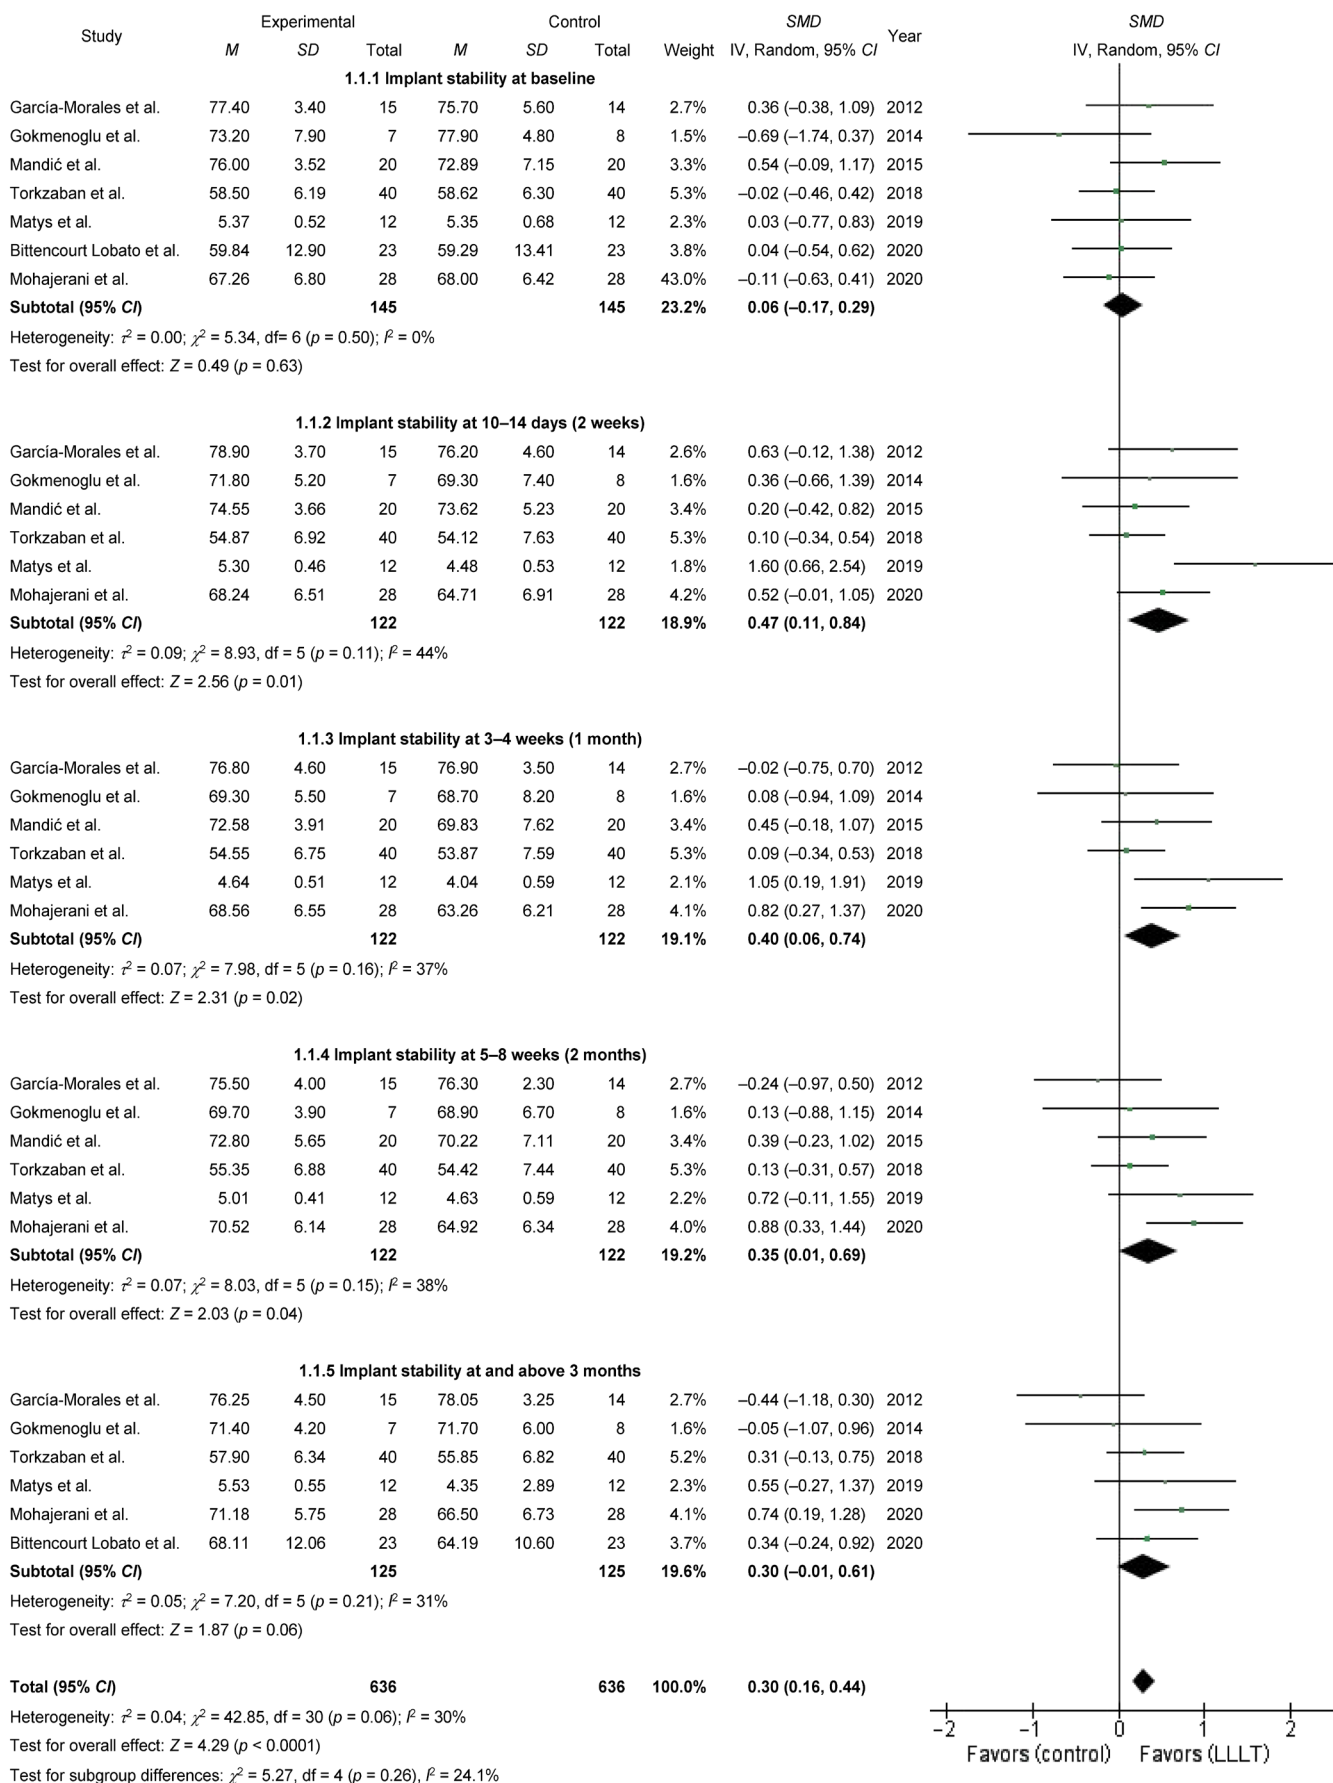 Experimental Control SMD SMD
Study Year
M SD Total M SD Total Weight IV, Random, 95% CI IV, Random, 95% CI
1.1.1 Implant stability at baseline
García-Morales et al. 77.40 3.40 15 75.70 5.60 14 2.7% 0.36 (–0.38, 1.09) 2012
Gokmenoglu et al. 73.20 7.90 7 77.90 4.80 8 1.5% –0.69 (–1.74, 0.37) 2014
Mandić et al. 76.00 3.52 20 72.89 7.15 20 3.3% 0.54 (–0.09, 1.17) 2015
Torkzaban et al. 58.50 6.19 40 58.62 6.30 40 5.3% –0.02 (–0.46, 0.42) 2018
Matys et al. 5.37 0.52 12 5.35 0.68 12 2.3% 0.03 (–0.77, 0.83) 2019
Bittencourt Lobato et al. 59.84 12.90 23 59.29 13.41 23 3.8% 0.04 (–0.54, 0.62) 2020
Mohajerani et al. 67.26 6.80 28 68.00 6.42 28 43.0% –0.11 (–0.63, 0.41) 2020
Subtotal (95% CI) 145 145 23.2% 0.06 (–0.17, 0.29)
Heterogeneity: τ² = 0.00; χ² = 5.34, df= 6 (p = 0.50); I² = 0%
Test for overall effect: Z = 0.49 (p = 0.63)
1.1.2 Implant stability at 10–14 days (2 weeks)
García-Morales et al. 78.90 3.70 15 76.20 4.60 14 2.6% 0.63 (–0.12, 1.38) 2012
Gokmenoglu et al. 71.80 5.20 7 69.30 7.40 8 1.6% 0.36 (–0.66, 1.39) 2014
Mandić et al. 74.55 3.66 20 73.62 5.23 20 3.4% 0.20 (–0.42, 0.82) 2015
Torkzaban et al. 54.87 6.92 40 54.12 7.63 40 5.3% 0.10 (–0.34, 0.54) 2018
Matys et al. 5.30 0.46 12 4.48 0.53 12 1.8% 1.60 (0.66, 2.54) 2019
Mohajerani et al. 68.24 6.51 28 64.71 6.91 28 4.2% 0.52 (–0.01, 1.05) 2020
Subtotal (95% CI) 122 122 18.9% 0.47 (0.11, 0.84)
Heterogeneity: τ² = 0.09; χ² = 8.93, df = 5 (p = 0.11); I² = 44%
Test for overall effect: Z = 2.56 (p = 0.01)
1.1.3 Implant stability at 3–4 weeks (1 month)
García-Morales et al. 76.80 4.60 15 76.90 3.50 14 2.7% –0.02 (–0.75, 0.70) 2012
Gokmenoglu et al. 69.30 5.50 7 68.70 8.20 8 1.6% 0.08 (–0.94, 1.09) 2014
Mandić et al. 72.58 3.91 20 69.83 7.62 20 3.4% 0.45 (–0.18, 1.07) 2015
Torkzaban et al. 54.55 6.75 40 53.87 7.59 40 5.3% 0.09 (–0.34, 0.53) 2018
Matys et al. 4.64 0.51 12 4.04 0.59 12 2.1% 1.05 (0.19, 1.91) 2019
Mohajerani et al. 68.56 6.55 28 63.26 6.21 28 4.1% 0.82 (0.27, 1.37) 2020
Subtotal (95% CI) 122 122 19.1% 0.40 (0.06, 0.74)
Heterogeneity: τ² = 0.07; χ² = 7.98, df = 5 (p = 0.16); I² = 37%
Test for overall effect: Z = 2.31 (p = 0.02)
1.1.4 Implant stability at 5–8 weeks (2 months)
García-Morales et al. 75.50 4.00 15 76.30 2.30 14 2.7% –0.24 (–0.97, 0.50) 2012
Gokmenoglu et al. 69.70 3.90 7 68.90 6.70 8 1.6% 0.13 (–0.88, 1.15) 2014
Mandić et al. 72.80 5.65 20 70.22 7.11 20 3.4% 0.39 (–0.23, 1.02) 2015
Torkzaban et al. 55.35 6.88 40 54.42 7.44 40 5.3% 0.13 (–0.31, 0.57) 2018
Matys et al. 5.01 0.41 12 4.63 0.59 12 2.2% 0.72 (–0.11, 1.55) 2019
Mohajerani et al. 70.52 6.14 28 64.92 6.34 28 4.0% 0.88 (0.33, 1.44) 2020
Subtotal (95% CI) 122 122 19.2% 0.35 (0.01, 0.69)
Heterogeneity: τ² = 0.07; χ² = 8.03, df = 5 (p = 0.15); I² = 38%
Test for overall effect: Z = 2.03 (p = 0.04)
1.1.5 Implant stability at and above 3 months
García-Morales et al. 76.25 4.50 15 78.05 3.25 14 2.7% –0.44 (–1.18, 0.30) 2012
Gokmenoglu et al. 71.40 4.20 7 71.70 6.00 8 1.6% –0.05 (–1.07, 0.96) 2014
Torkzaban et al. 57.90 6.34 40 55.85 6.82 40 5.2% 0.31 (–0.13, 0.75) 2018
Matys et al. 5.53 0.55 12 4.35 2.89 12 2.3% 0.55 (–0.27, 1.37) 2019
Mohajerani et al. 71.18 5.75 28 66.50 6.73 28 4.1% 0.74 (0.19, 1.28) 2020
Bittencourt Lobato et al. 68.11 12.06 23 64.19 10.60 23 3.7% 0.34 (–0.24, 0.92) 2020
Subtotal (95% CI) 125 125 19.6% 0.30 (–0.01, 0.61)
Heterogeneity: τ² = 0.05; χ² = 7.20, df = 5 (p = 0.21); I² = 31%
Test for overall effect: Z = 1.87 (p = 0.06)
Total (95% CI) 636 636 100.0% 0.30 (0.16, 0.44)
Heterogeneity: τ² = 0.04; χ² = 42.85, df = 30 (p = 0.06); I² = 30%
–2 –1 0 1 2
Test for overall effect: Z = 4.29 (p < 0.0001)
Favors (control) Favors (LLLT)
Test for subgroup differences: χ² = 5.27, df = 4 (p = 0.26), I² = 24.1%